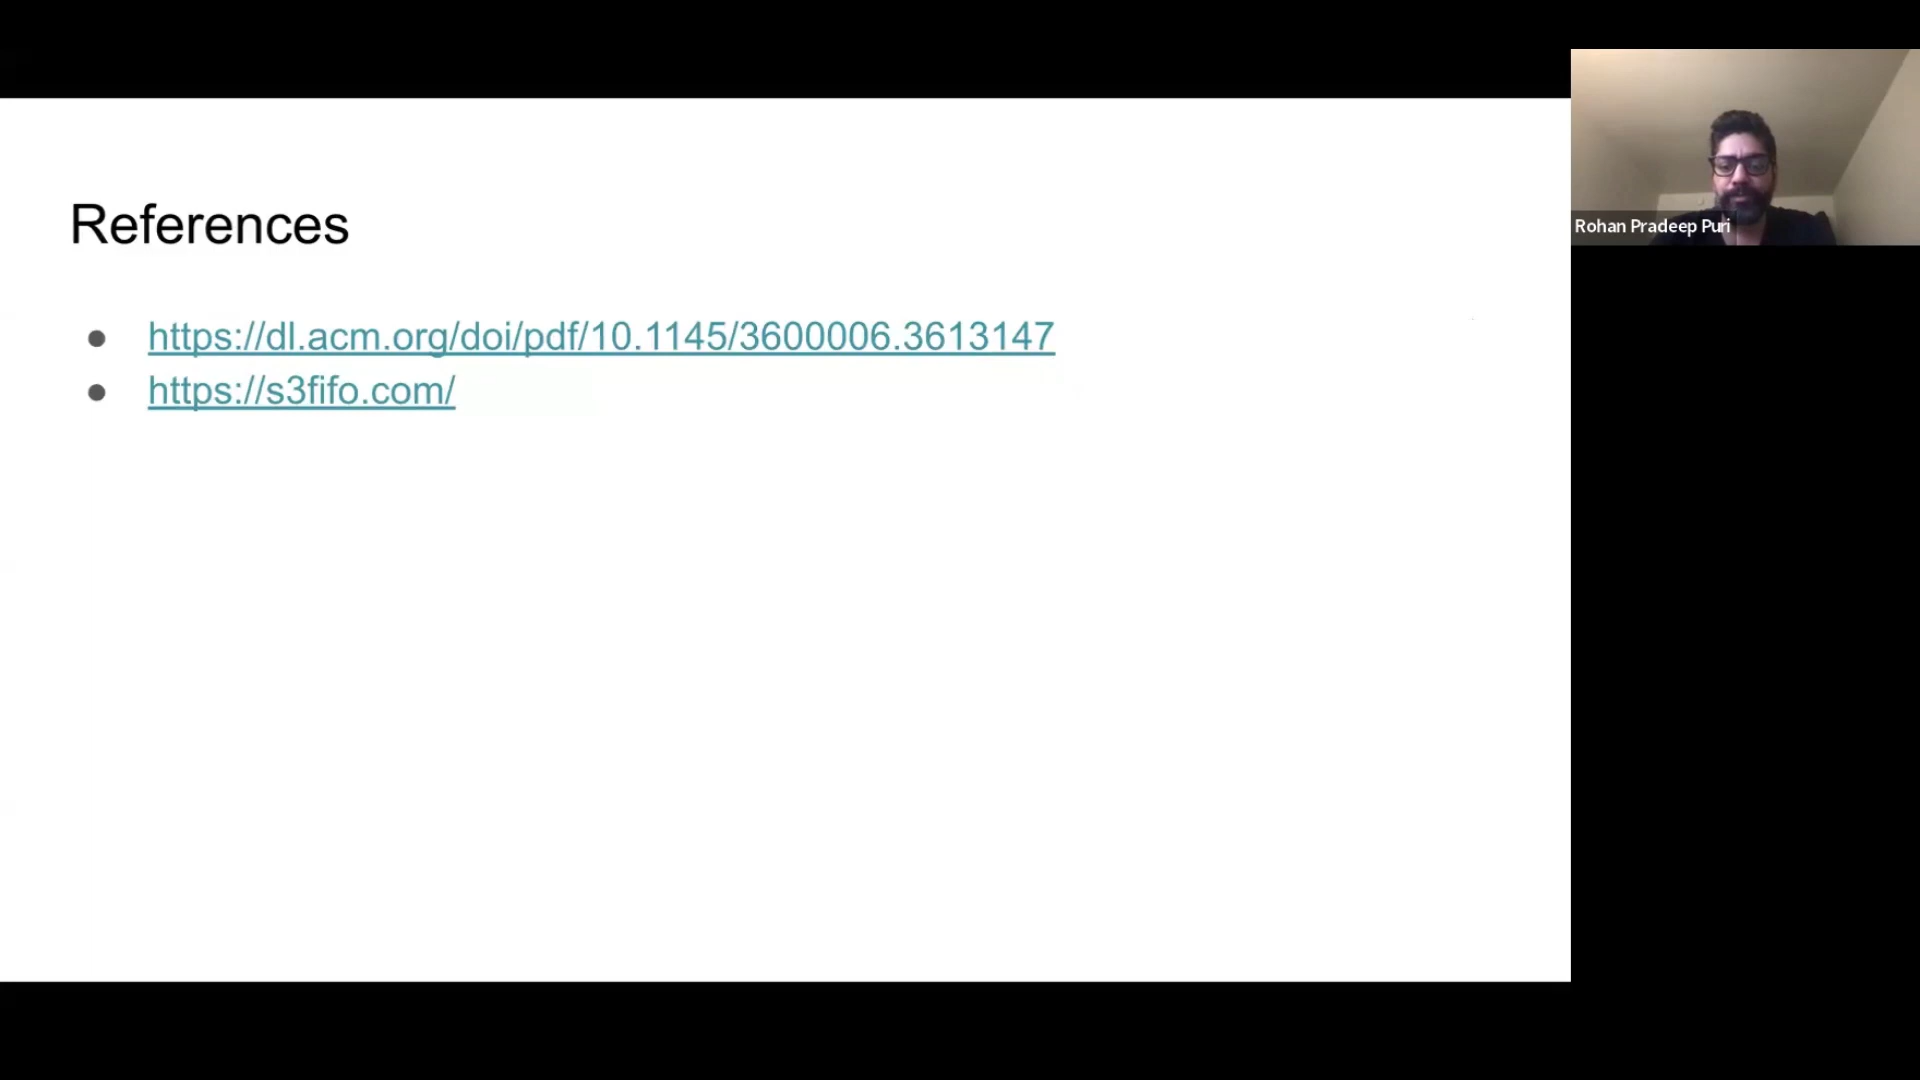 References
https://dl.acm.org/doi/pdf/10.1145/3600006.3613147
https://s3fifo.com/
Rohan Pradeep Puri